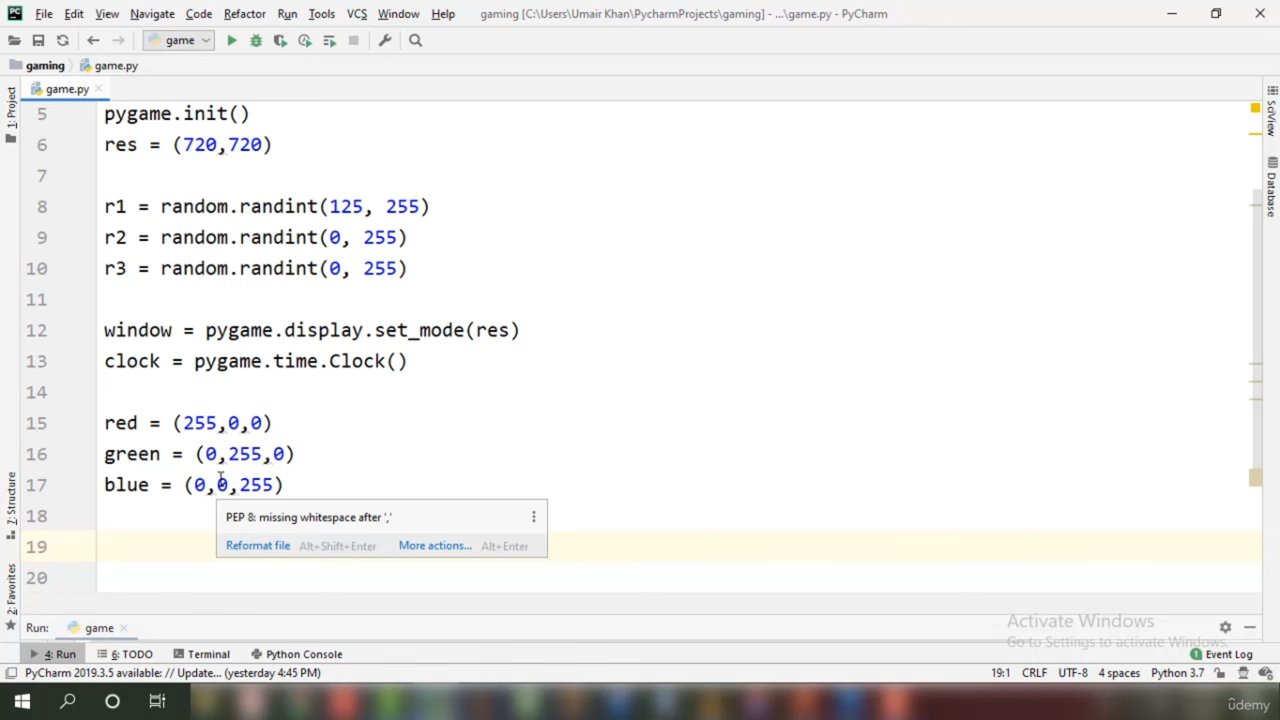 File Edit View Navigate Code Refactor Run Tools VCS Window Help gaming [C:\Users\Umair Khan\PycharmProjects\gaming] - ...\game.py - PyCharm
game
gaming game.py
game.py
1: Project
SciView
Database
5 pygame.init()
6 res = (720,720)
7
8 r1 = random.randint(125, 255)
9 r2 = random.randint(0, 255)
10 r3 = random.randint(0, 255)
11
12 window = pygame.display.set_mode(res)
13 clock = pygame.time.Clock()
14
15 red = (255,0,0)
16 green = (0,255,0)
17 blue = (0,0,255)
18
PEP 8: missing whitespace after ','
19
Reformat file Alt+Shift+Enter More actions... Alt+Enter
20
7: Structure
2: Favorites
Run: game
Activate Windows
Go to Settings to activate Windows.
4: Run 6: TODO Terminal Python Console 1 Event Log
PyCharm 2019.3.5 available: // Update... (yesterday 4:45 PM) 19:1 CRLF UTF-8 4 spaces Python 3.7
udemy